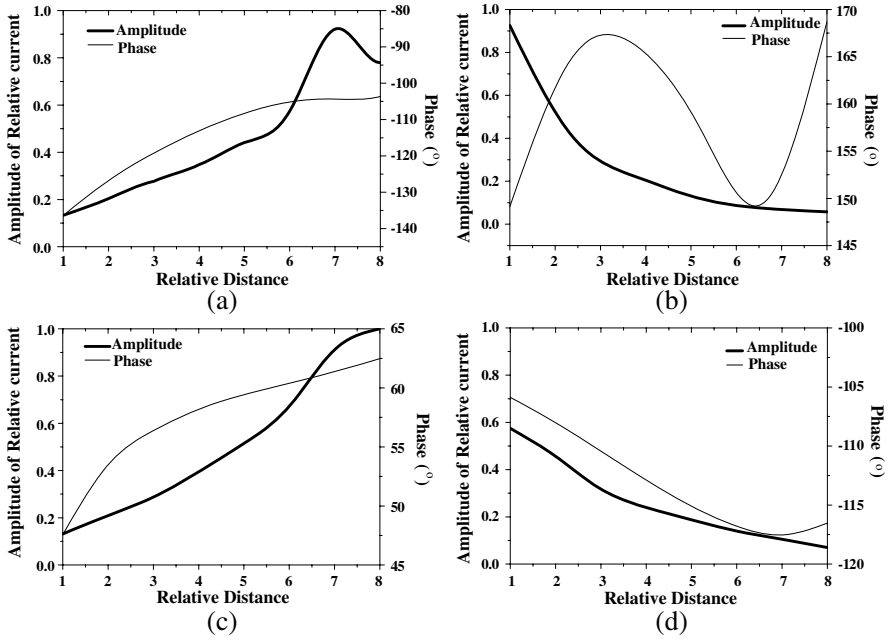 1.0
0.8
0.6
0.4
0.2
0.0
Amplitude of Relative current
Amplitude
Phase
-80
-90
-100
-110
-120
-130
-140
Phase (o)
1 2 3 4 5 6 7 8
Relative Distance
(a)
1.0
0.8
0.6
0.4
0.2
0.0
Amplitude of Relative current
Amplitude
Phase
170
165
160
155
150
145
Phase (o)
1 2 3 4 5 6 7 8
Relative Distance
(b)
1.0
0.8
0.6
0.4
0.2
0.0
Amplitude of Relative current
Amplitude
Phase
65
60
55
50
45
Phase (o)
1 2 3 4 5 6 7 8
Relative Distance
(c)
1.0
0.8
0.6
0.4
0.2
0.0
Amplitude of Relative current
Amplitude
Phase
-100
-105
-110
-115
-120
Phase (o)
1 2 3 4 5 6 7 8
Relative Distance
(d)